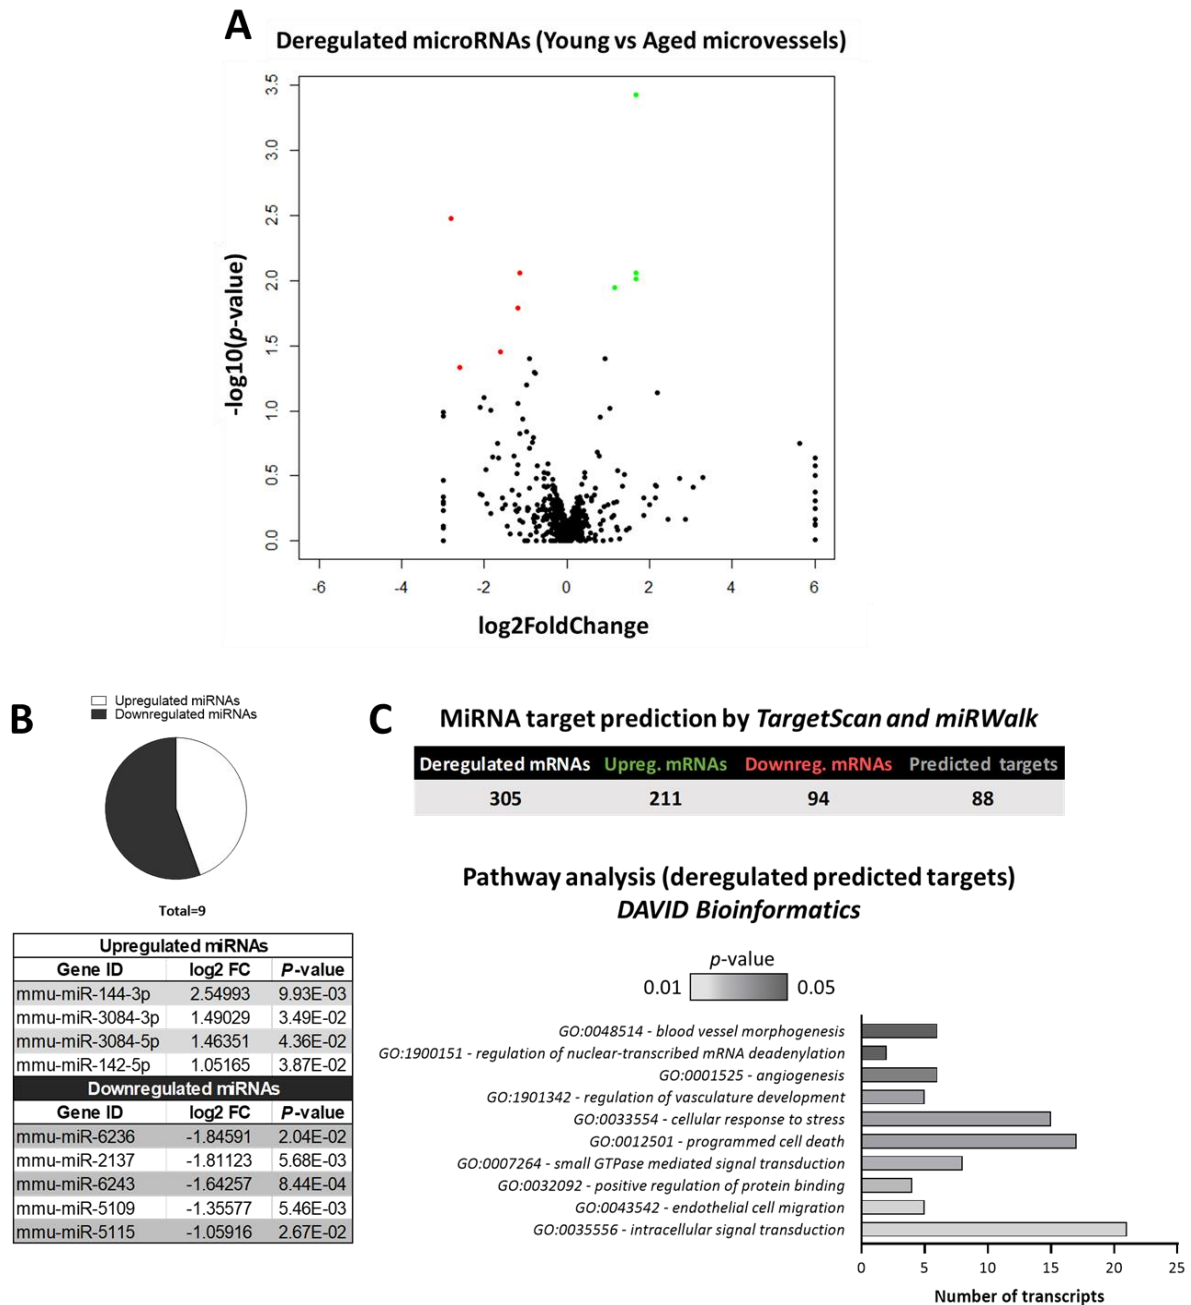 A
Deregulated microRNAs (Young vs Aged microvessels)
3.5
3.0
2.5
2.0
1.5
1.0
0.5
0.0
-log10(p-value)
-6 -4 -2 0 2 4 6
log2FoldChange
B
Upregulated miRNAs
Downregulated miRNAs
Total=9
Upregulated miRNAs
Gene ID log2 FC P-value
mmu-miR-144-3p 2.54993 9.93E-03
mmu-miR-3084-3p 1.49029 3.49E-02
mmu-miR-3084-5p 1.46351 4.36E-02
mmu-miR-142-5p 1.05165 3.87E-02
Downregulated miRNAs
Gene ID log2 FC P-value
mmu-miR-6236 -1.84591 2.04E-02
mmu-miR-2137 -1.81123 5.68E-03
mmu-miR-6243 -1.64257 8.44E-04
mmu-miR-5109 -1.35577 5.46E-03
mmu-miR-5115 -1.05916 2.67E-02
C
MiRNA target prediction by TargetScan and miRWalk
Deregulated mRNAs Upreg. mRNAs Downreg. mRNAs Predicted targets
305 211 94 88
Pathway analysis (deregulated predicted targets)
DAVID Bioinformatics
p-value
0.01 0.05
GO:0048514 - blood vessel morphogenesis
GO:1900151 - regulation of nuclear-transcribed mRNA deadenylation
GO:0001525 - angiogenesis
GO:1901342 - regulation of vasculature development
GO:0033554 - cellular response to stress
GO:0012501 - programmed cell death
GO:0007264 - small GTPase mediated signal transduction
GO:0032092 - positive regulation of protein binding
GO:0043542 - endothelial cell migration
GO:0035556 - intracellular signal transduction
0 5 10 15 20 25
Number of transcripts